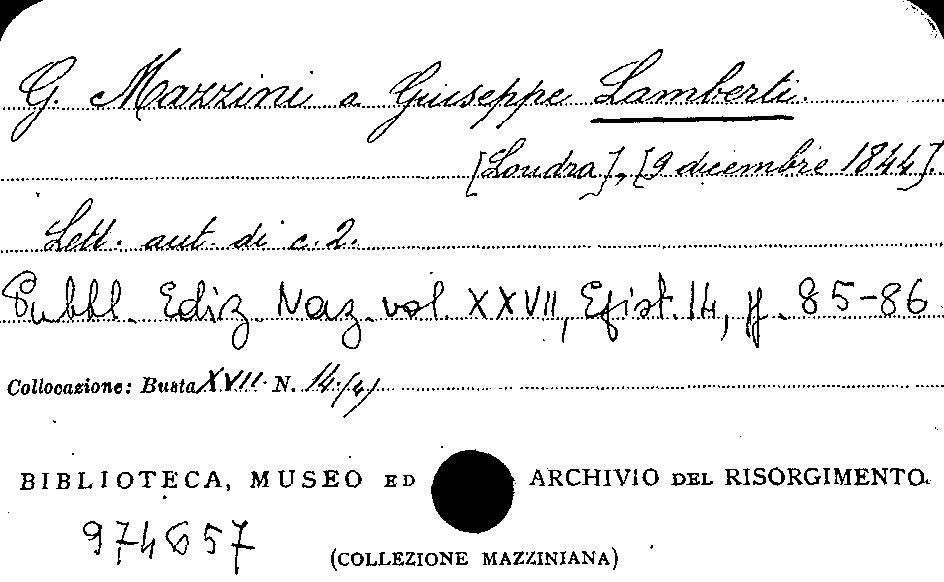 G. Mazzini a Giuseppe Lamberti.
[Londra], [9 dicembre 1844].
Lett. aut. di c. 2.
Pubbl. Ediz. Naz. vol XXVII, Epist. 14, p. 85-86
Collocazione: Busta XVII N. 14/4/
BIBLIOTECA, MUSEO ED ARCHIVIO DEL RISORGIMENTO.
974657
(COLLEZIONE MAZZINIANA)